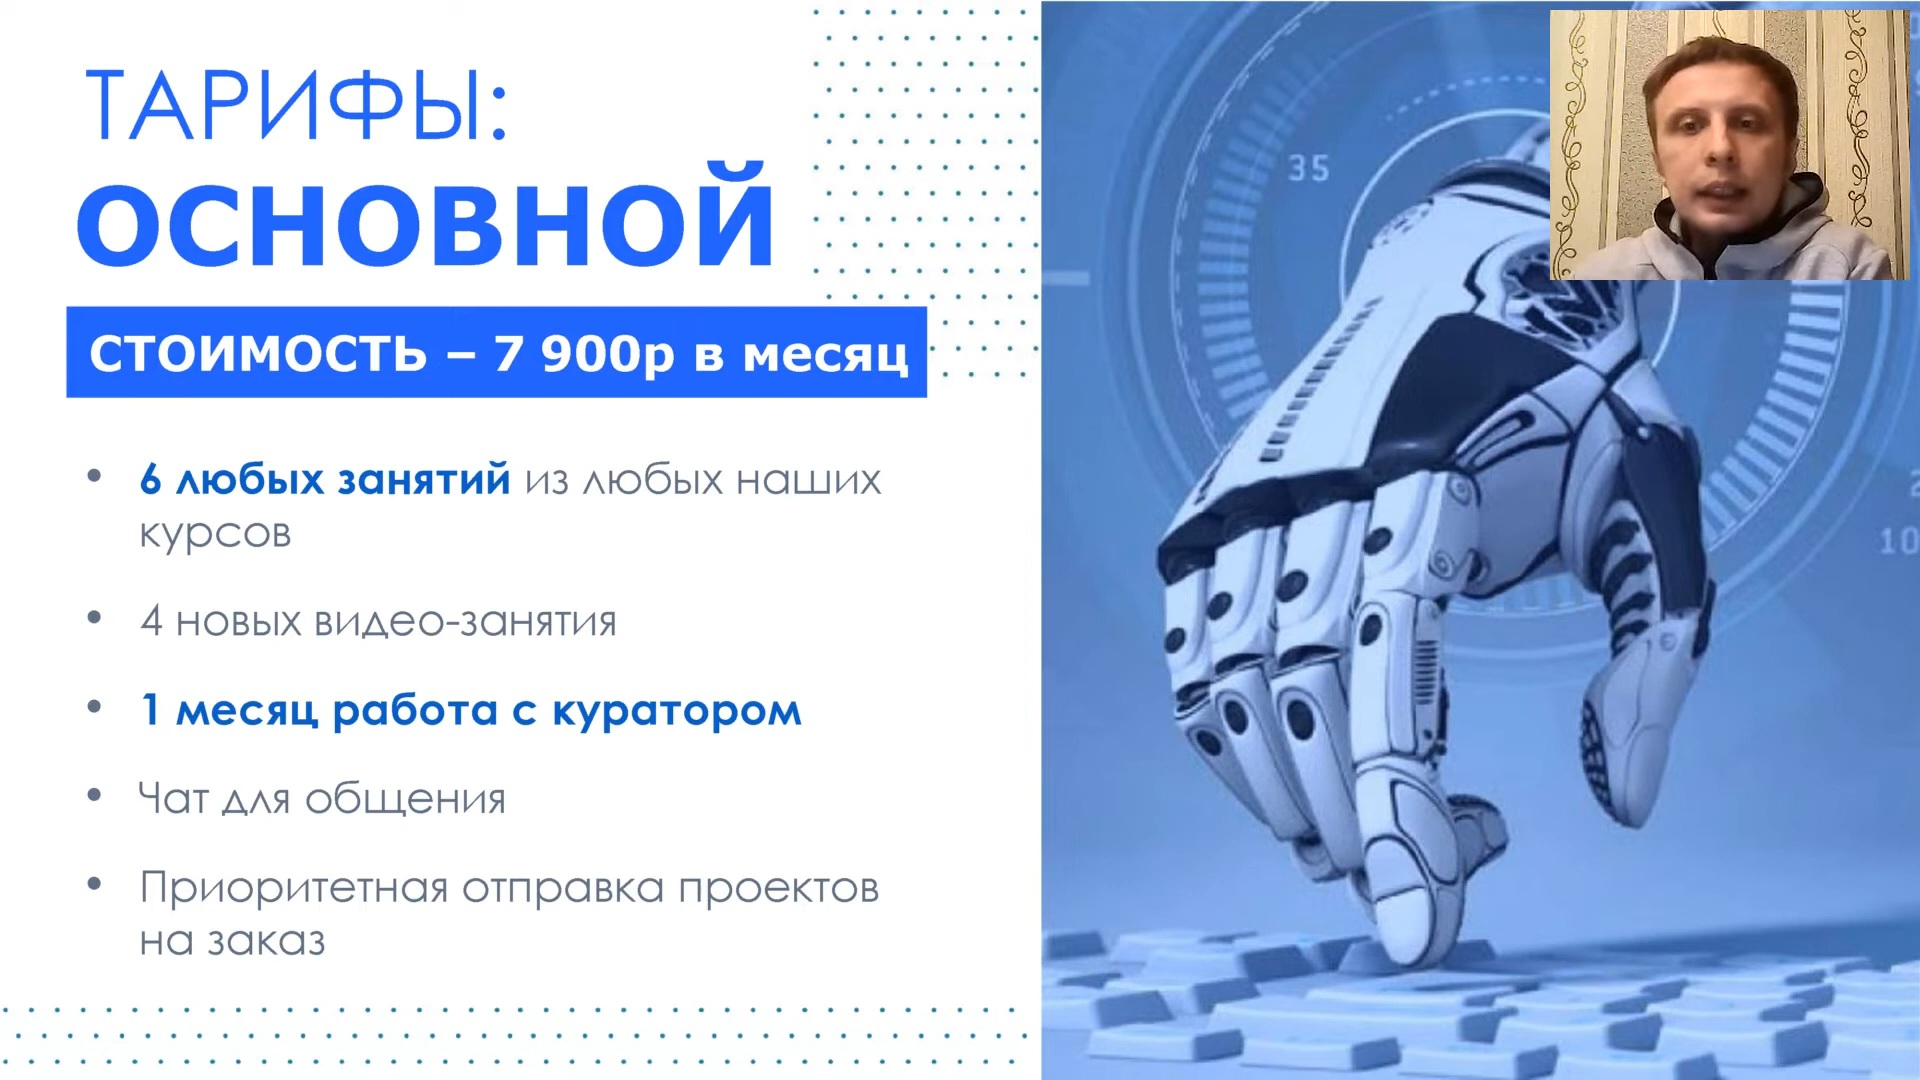 ТАРИФЫ:
ОСНОВНОЙ
СТОИМОСТЬ – 7 900р в месяц
• 6 любых занятий из любых наших
курсов
• 4 новых видео-занятия
• 1 месяц работа с куратором
• Чат для общения
• Приоритетная отправка проектов
на заказ
35
10